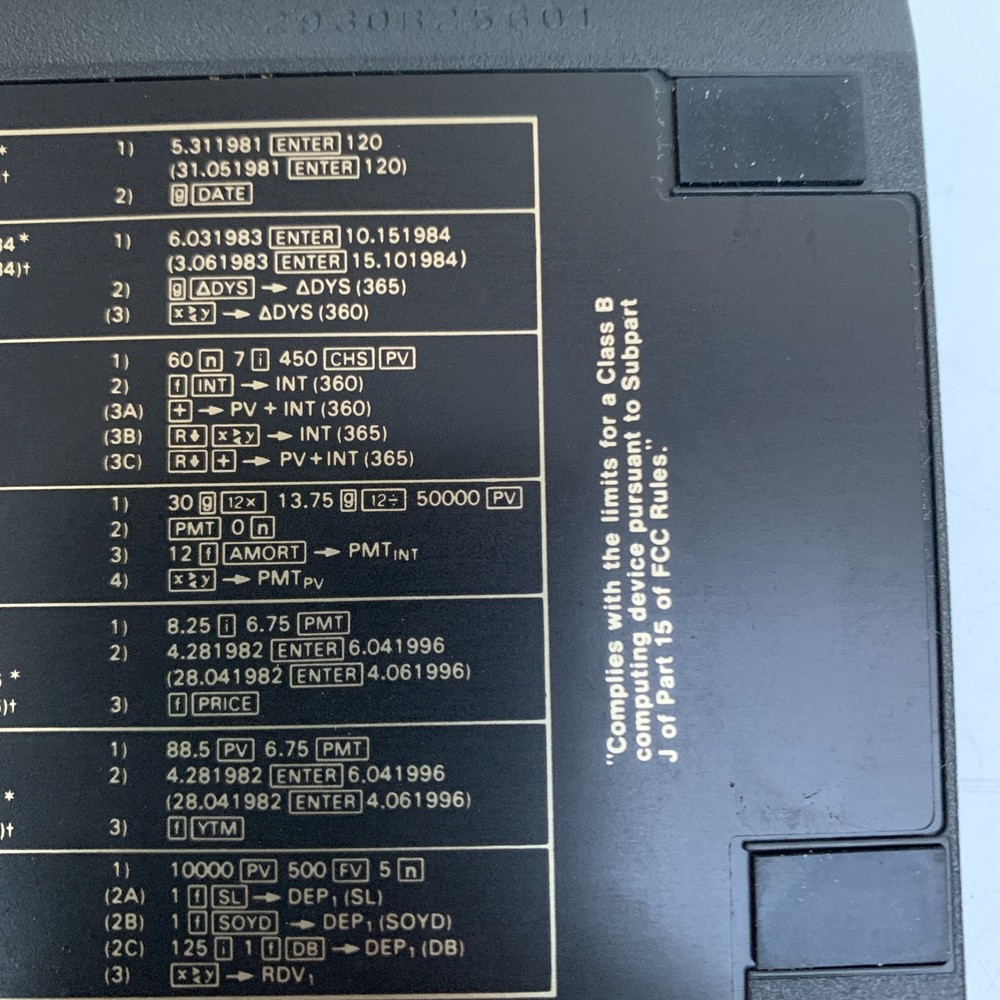 2930B25601
* 1) 5.311981 ENTER 120
† (31.051981 ENTER 120)
2) g DATE
84* 1) 6.031983 ENTER 10.151984
84)† (3.061983 ENTER 15.101984)
2) g ΔDYS → ΔDYS (365)
(3) x≷y → ΔDYS (360)
1) 60 n 7 i 450 CHS PV
2) f INT → INT (360)
(3A) + → PV + INT (360)
(3B) R↓ x≷y → INT (365)
(3C) R↓ + → PV+INT (365)
1) 30 g 12× 13.75 g 12÷ 50000 PV
2) PMT 0 n
3) 12 f AMORT → PMT INT
4) x≷y → PMT PV
1) 8.25 i 6.75 PMT
2) 4.281982 ENTER 6.041996
* (28.041982 ENTER 4.061996)
)† 3) f PRICE
1) 88.5 PV 6.75 PMT
2) 4.281982 ENTER 6.041996
* (28.041982 ENTER 4.061996)
)† 3) f YTM
1) 10000 PV 500 FV 5 n
(2A) 1 f SL → DEP₁ (SL)
(2B) 1 f SOYD → DEP₁ (SOYD)
(2C) 125 i 1 f DB → DEP₁ (DB)
(3) x≷y → RDV₁
"Complies with the limits for a Class B
computing device pursuant to Subpart
J of Part 15 of FCC Rules."